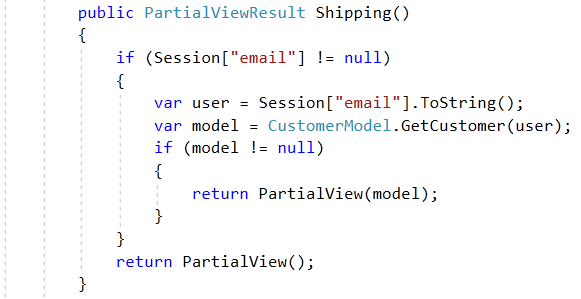 public PartialViewResult Shipping()
{
if (Session["email"] != null)
{
var user = Session["email"].ToString();
var model = CustomerModel.GetCustomer(user);
if (model != null)
{
return PartialView(model);
}
}
return PartialView();
}